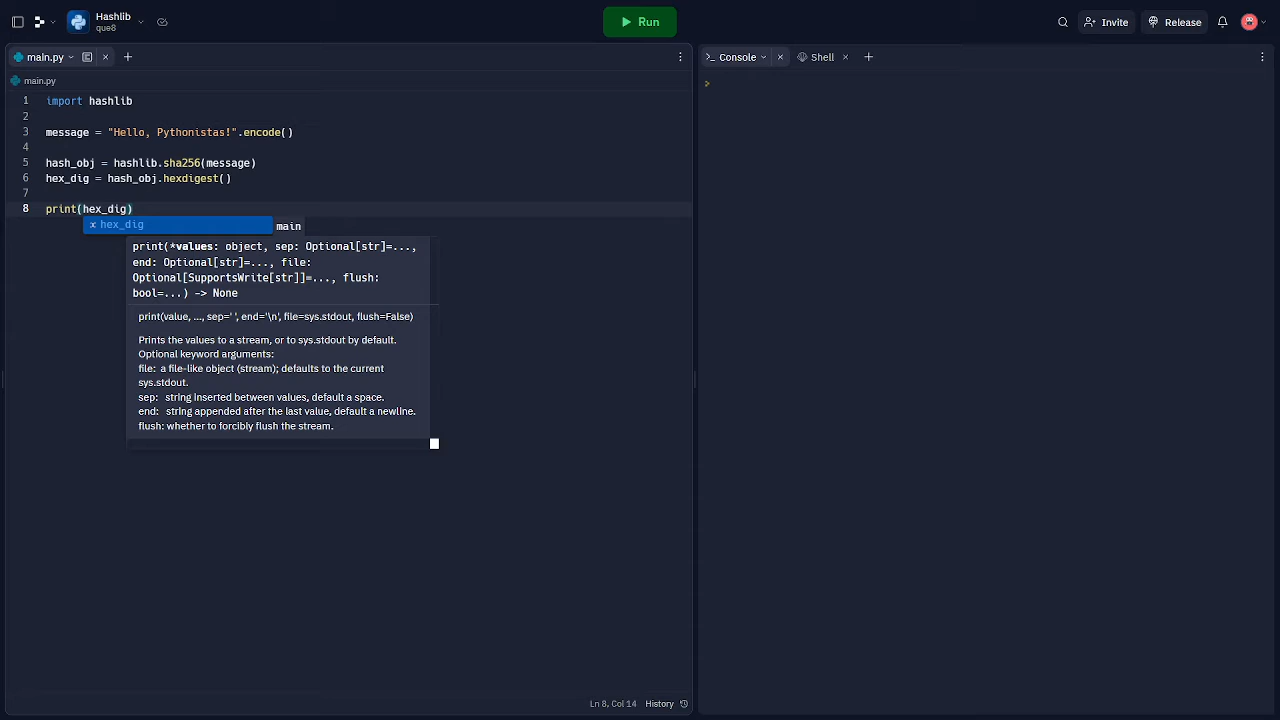 Hashlib
que8
Run
Invite
Release
main.py
Console
Shell
main.py
1 import hashlib
2
3 message = "Hello, Pythonistas!".encode()
4
5 hash_obj = hashlib.sha256(message)
6 hex_dig = hash_obj.hexdigest()
7
8 print(hex_dig)
x hex_dig
main
print(*values: object, sep: Optional[str]=...,
end: Optional[str]=..., file:
Optional[SupportsWrite[str]]=..., flush:
bool=...) -> None
print(value, ..., sep=' ', end='\n', file=sys.stdout, flush=False)
Prints the values to a stream, or to sys.stdout by default.
Optional keyword arguments:
file: a file-like object (stream); defaults to the current
sys.stdout.
sep: string inserted between values, default a space.
end: string appended after the last value, default a newline.
flush: whether to forcibly flush the stream.
Ln 8, Col 14 History